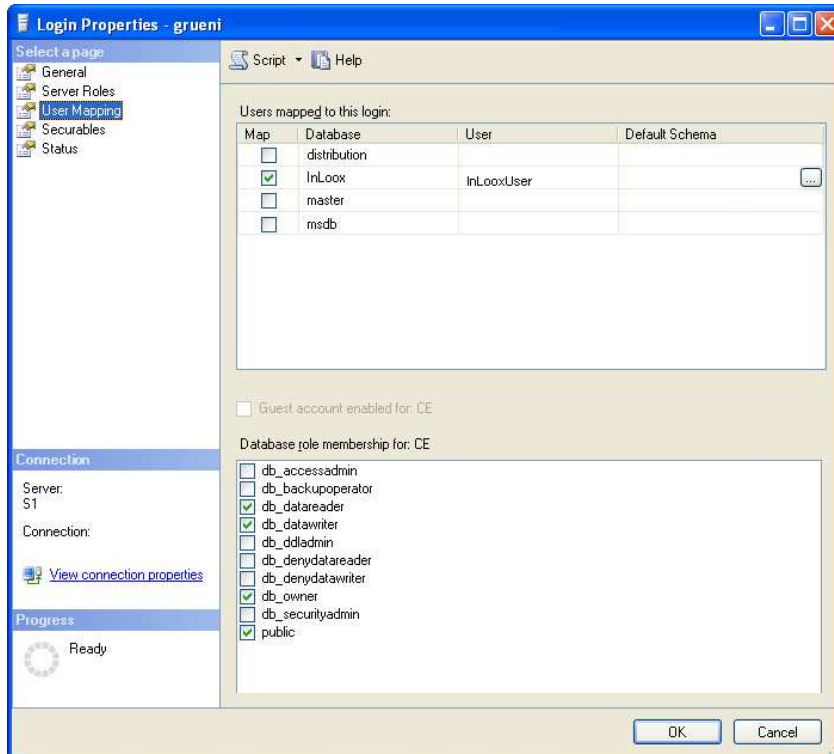 Login Properties - grueni
Select a page
General
Server Roles
User Mapping
Securables
Status
Connection
Server:
S1
Connection:
View connection properties
Progress
Ready
Script Help
Users mapped to this login:
Map Database User Default Schema
distribution
InLoox InLooxUser ...
master
msdb
Guest account enabled for: CE
Database role membership for: CE
db_accessadmin
db_backupoperator
db_datareader
db_datawriter
db_ddladmin
db_denydatareader
db_denydatawriter
db_owner
db_securityadmin
public
OK Cancel